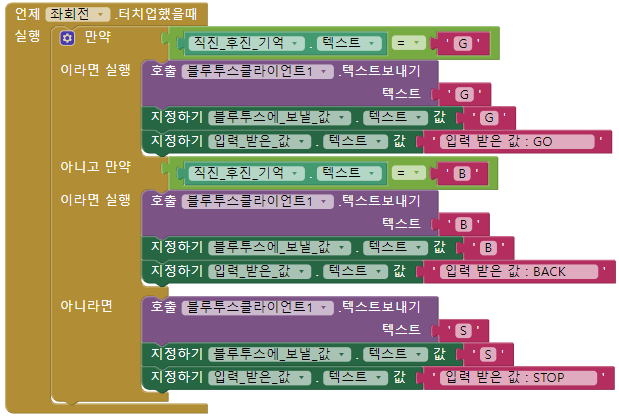 언제 좌회전 .터치업했을때
실행 만약 직진_후진_기억 . 텍스트 = ' G '
이라면 실행 호출 블루투스클라이언트1 .텍스트보내기
텍스트 ' G '
지정하기 블루투스에_보낼_값 . 텍스트 값 ' G '
지정하기 입력_받은_값 . 텍스트 값 ' 입력 받은 값 : GO '
아니고 만약 직진_후진_기억 . 텍스트 = ' B '
이라면 실행 호출 블루투스클라이언트1 .텍스트보내기
텍스트 ' B '
지정하기 블루투스에_보낼_값 . 텍스트 값 ' B '
지정하기 입력_받은_값 . 텍스트 값 ' 입력 받은 값 : BACK '
아니라면 호출 블루투스클라이언트1 .텍스트보내기
텍스트 ' S '
지정하기 블루투스에_보낼_값 . 텍스트 값 ' S '
지정하기 입력_받은_값 . 텍스트 값 ' 입력 받은 값 : STOP '